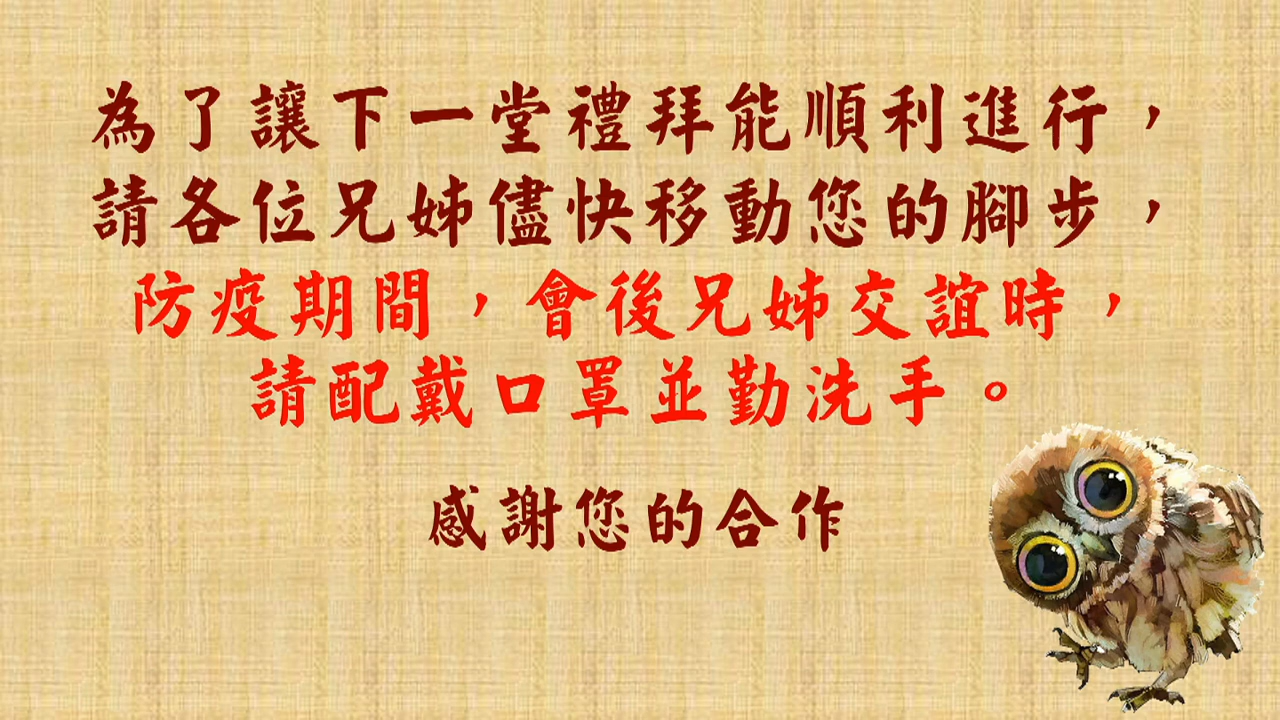 為了讓下一堂禮拜能順利進行，
請各位兄姊儘快移動您的腳步，
防疫期間，會後兄姊交誼時，
請配戴口罩並勤洗手。
感謝您的合作